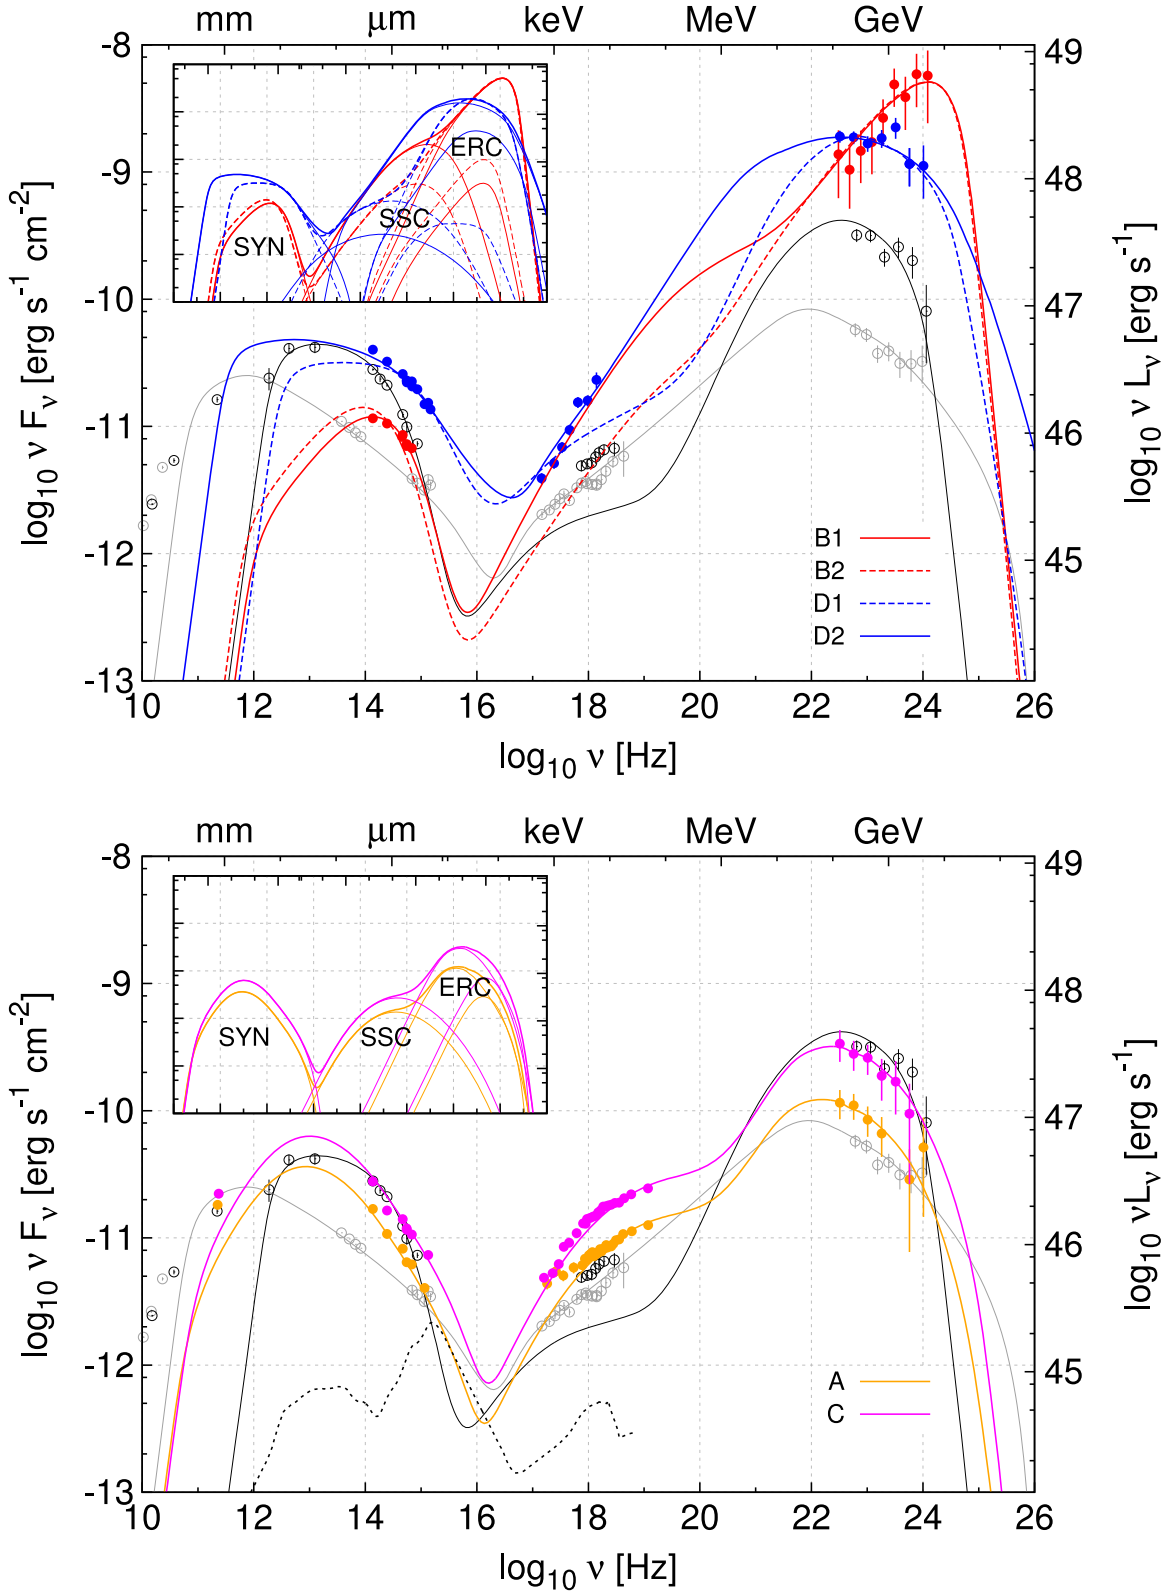 mm μm keV MeV GeV
-8 49
-9 48
-10 47
-11 46
-12 45
-13
SYN SSC ERC
log10 ν Fν [erg s-1 cm-2]
log10 ν Lν [erg s-1]
B1
B2
D1
D2
10 12 14 16 18 20 22 24 26
log10 ν [Hz]
mm μm keV MeV GeV
-8 49
-9 48
-10 47
-11 46
-12 45
-13
SYN SSC ERC
log10 ν Fν [erg s-1 cm-2]
log10 νLν [erg s-1]
A
C
10 12 14 16 18 20 22 24 26
log10 ν [Hz]